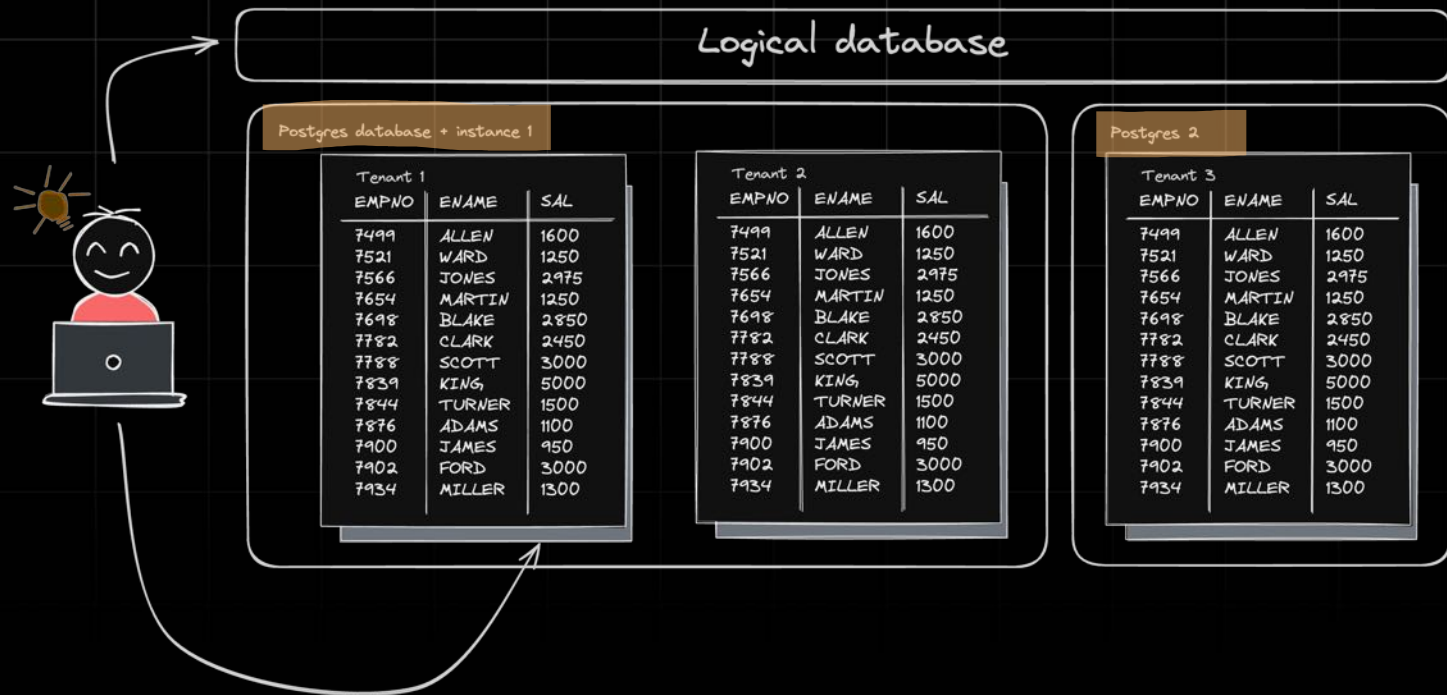 Logical database
Postgres database + instance 1
Tenant 1
EMPNO ENAME SAL
7499 ALLEN 1600
7521 WARD 1250
7566 JONES 2975
7654 MARTIN 1250
7698 BLAKE 2850
7782 CLARK 2450
7788 SCOTT 3000
7839 KING 5000
7844 TURNER 1500
7876 ADAMS 1100
7900 JAMES 950
7902 FORD 3000
7934 MILLER 1300
Tenant 2
EMPNO ENAME SAL
7499 ALLEN 1600
7521 WARD 1250
7566 JONES 2975
7654 MARTIN 1250
7698 BLAKE 2850
7782 CLARK 2450
7788 SCOTT 3000
7839 KING 5000
7844 TURNER 1500
7876 ADAMS 1100
7900 JAMES 950
7902 FORD 3000
7934 MILLER 1300
Postgres 2
Tenant 3
EMPNO ENAME SAL
7499 ALLEN 1600
7521 WARD 1250
7566 JONES 2975
7654 MARTIN 1250
7698 BLAKE 2850
7782 CLARK 2450
7788 SCOTT 3000
7839 KING 5000
7844 TURNER 1500
7876 ADAMS 1100
7900 JAMES 950
7902 FORD 3000
7934 MILLER 1300